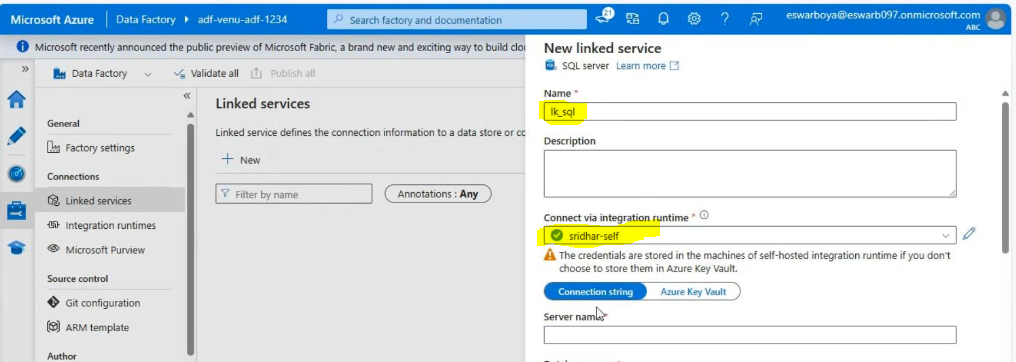 Microsoft Azure Data Factory adf-venu-adf-1234 Search factory and documentation 21 eswarboya@eswarb097.onmicrosoft.com
ABC
Microsoft recently announced the public preview of Microsoft Fabric, a brand new and exciting way to build
Data Factory Validate all Publish all
General
Factory settings
Connections
Linked services
Integration runtimes
Microsoft Purview
Source control
Git configuration
ARM template
Author
Linked services
Linked service defines the connection information to a data store or
New
Filter by name Annotations : Any
New linked service
SQL server Learn more
Name *
lk_sql
Description
Connect via integration runtime *
sridhar-self
The credentials are stored in the machines of self-hosted integration runtime if you don't
choose to store them in Azure Key Vault.
Connection string Azure Key Vault
Server name *